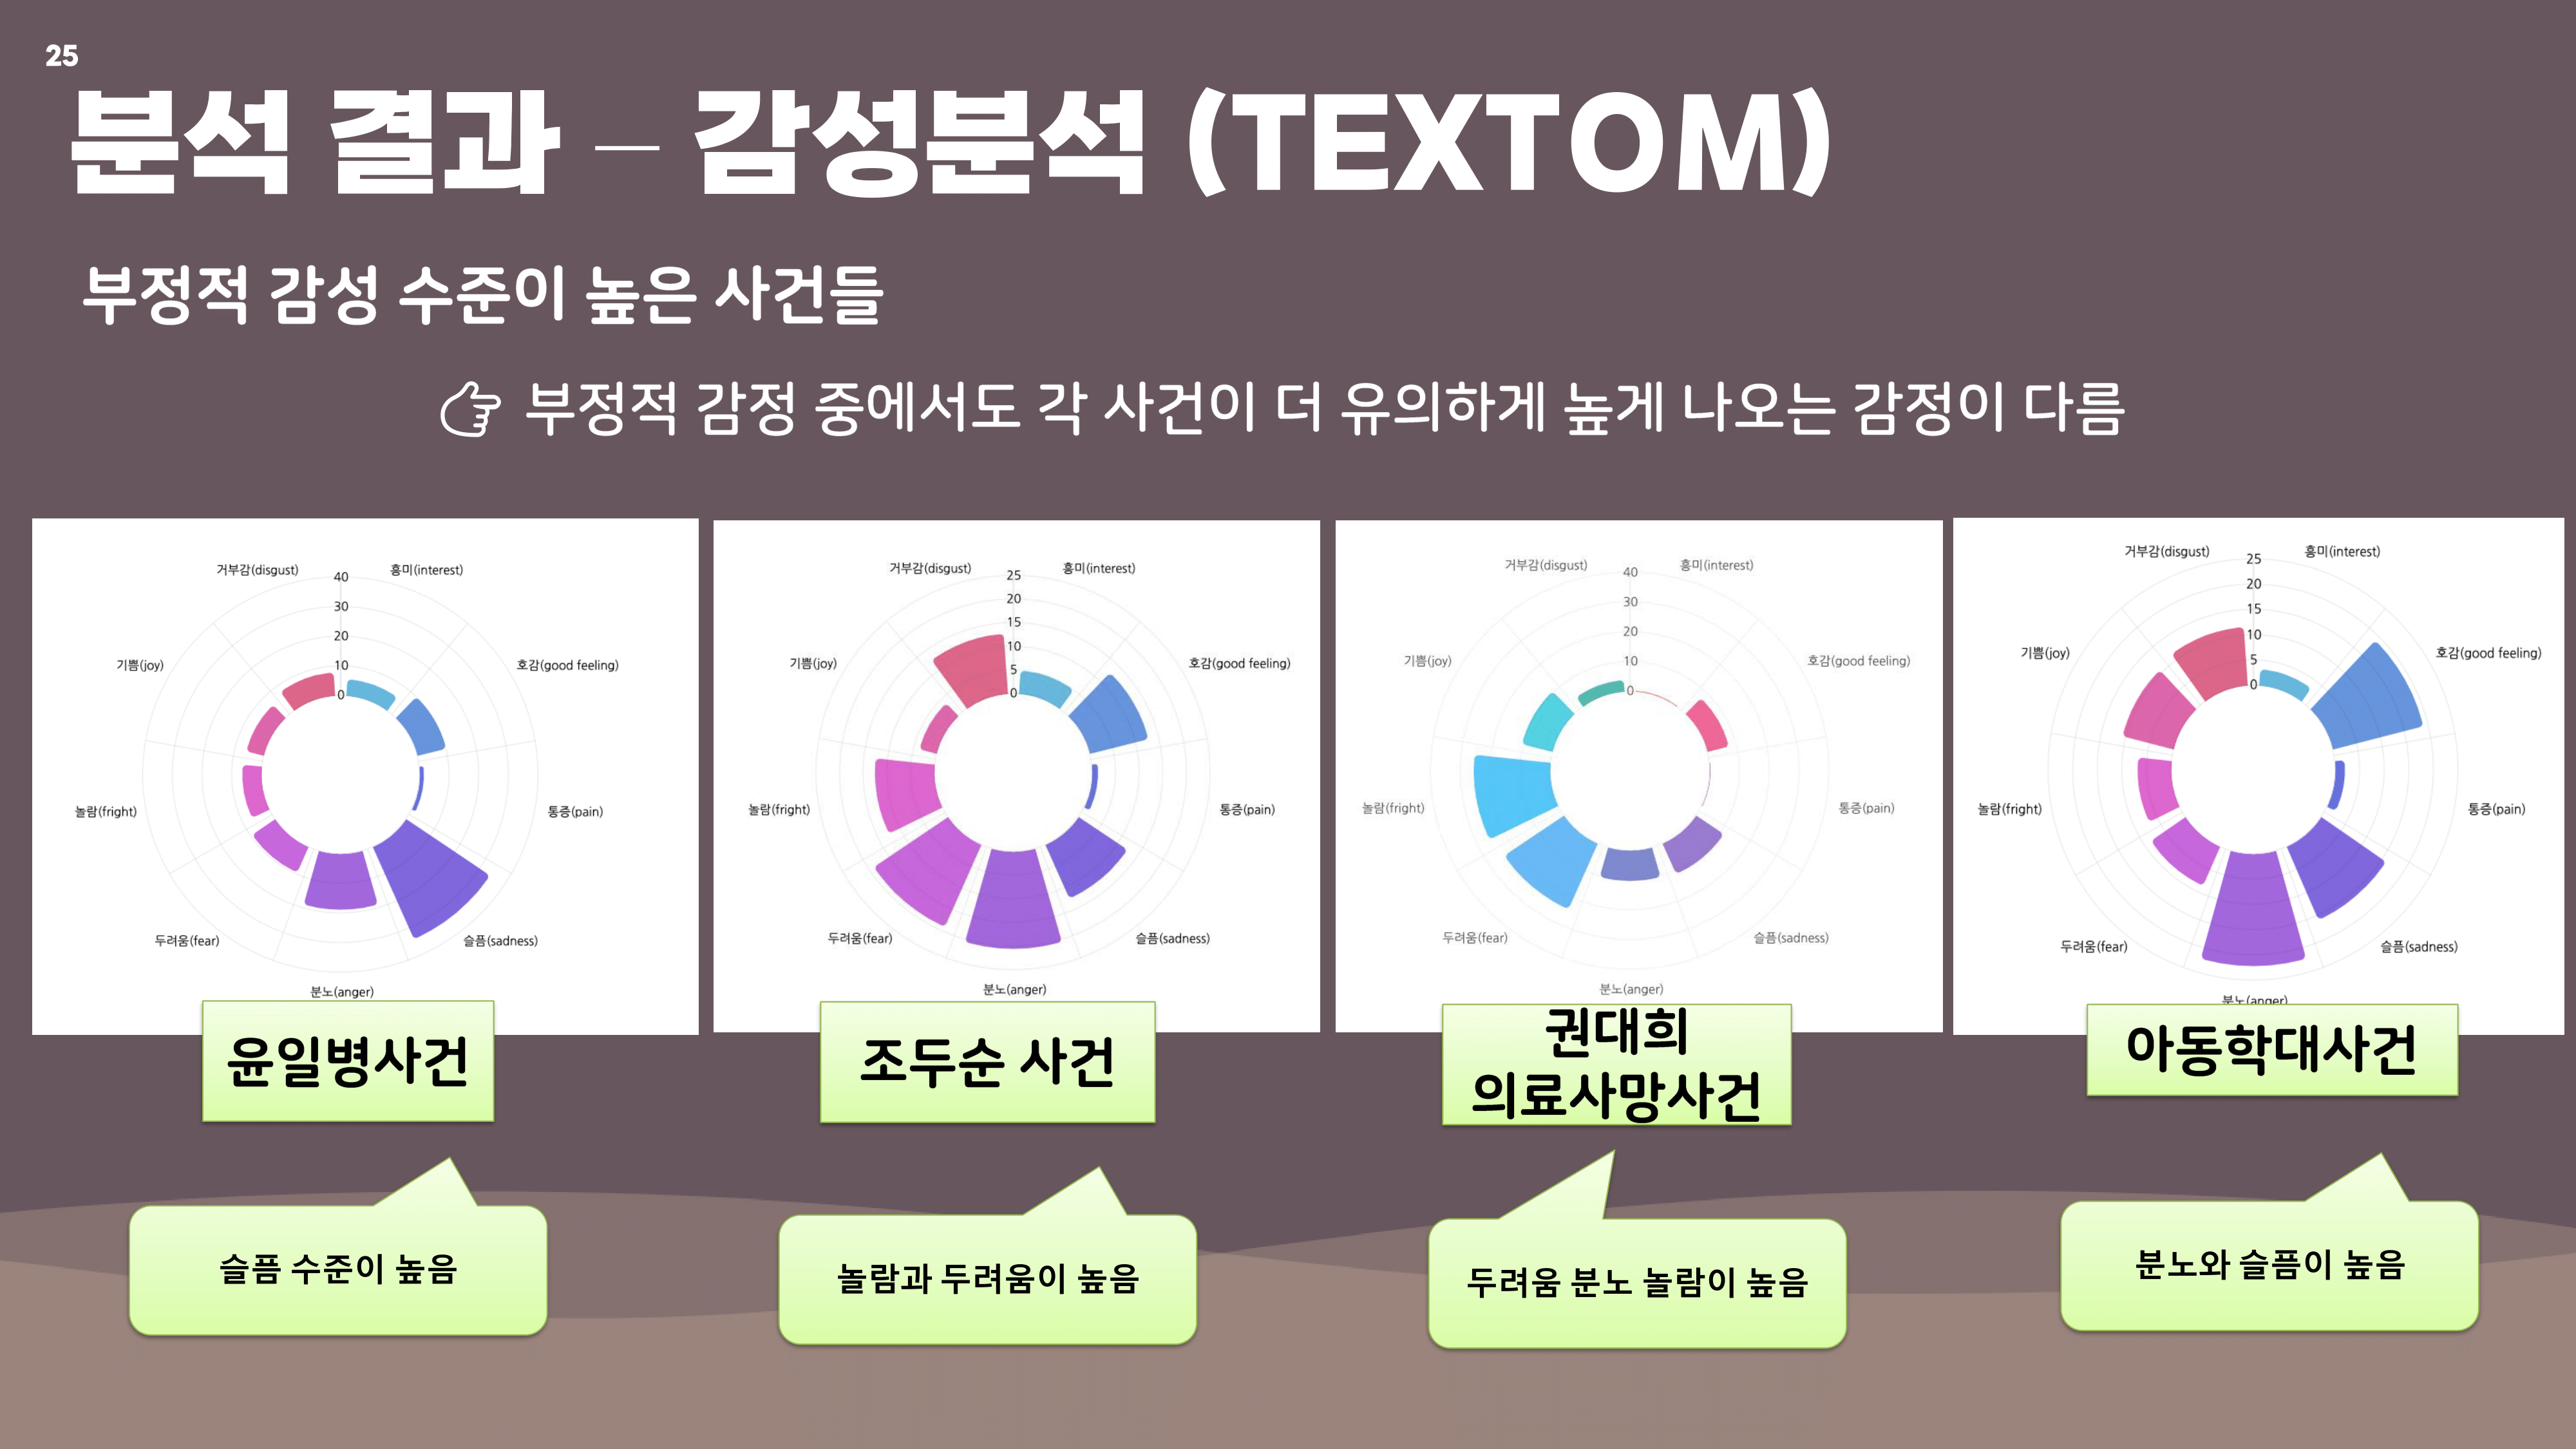 25
분석 결과 – 감성분석 (TEXTOM)
부정적 감성 수준이 높은 사건들
👉 부정적 감정 중에서도 각 사건이 더 유의하게 높게 나오는 감정이 다름
거부감(disgust)
흥미(interest)
호감(good feeling)
통증(pain)
슬픔(sadness)
분노(anger)
두려움(fear)
놀람(fright)
기쁨(joy)
40
30
20
10
0
윤일병사건
슬픔 수준이 높음
거부감(disgust)
흥미(interest)
호감(good feeling)
통증(pain)
슬픔(sadness)
분노(anger)
두려움(fear)
놀람(fright)
기쁨(joy)
25
20
15
10
5
0
조두순 사건
놀람과 두려움이 높음
거부감(disgust)
흥미(interest)
호감(good feeling)
통증(pain)
슬픔(sadness)
분노(anger)
두려움(fear)
놀람(fright)
기쁨(joy)
40
30
20
10
0
권대희
의료사망사건
두려움 분노 놀람이 높음
거부감(disgust)
흥미(interest)
호감(good feeling)
통증(pain)
슬픔(sadness)
분노(anger)
두려움(fear)
놀람(fright)
기쁨(joy)
25
20
15
10
5
0
아동학대사건
분노와 슬픔이 높음